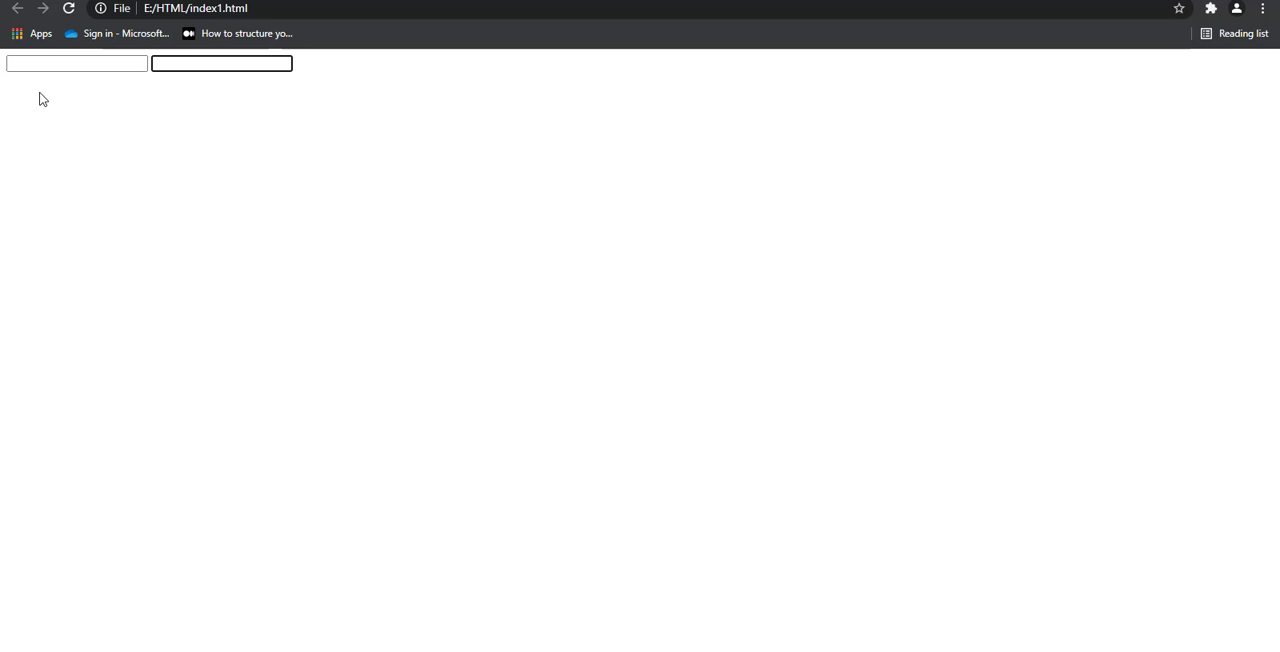 File E:/HTML/index1.html
Apps Sign in - Microsoft... How to structure yo... Reading list